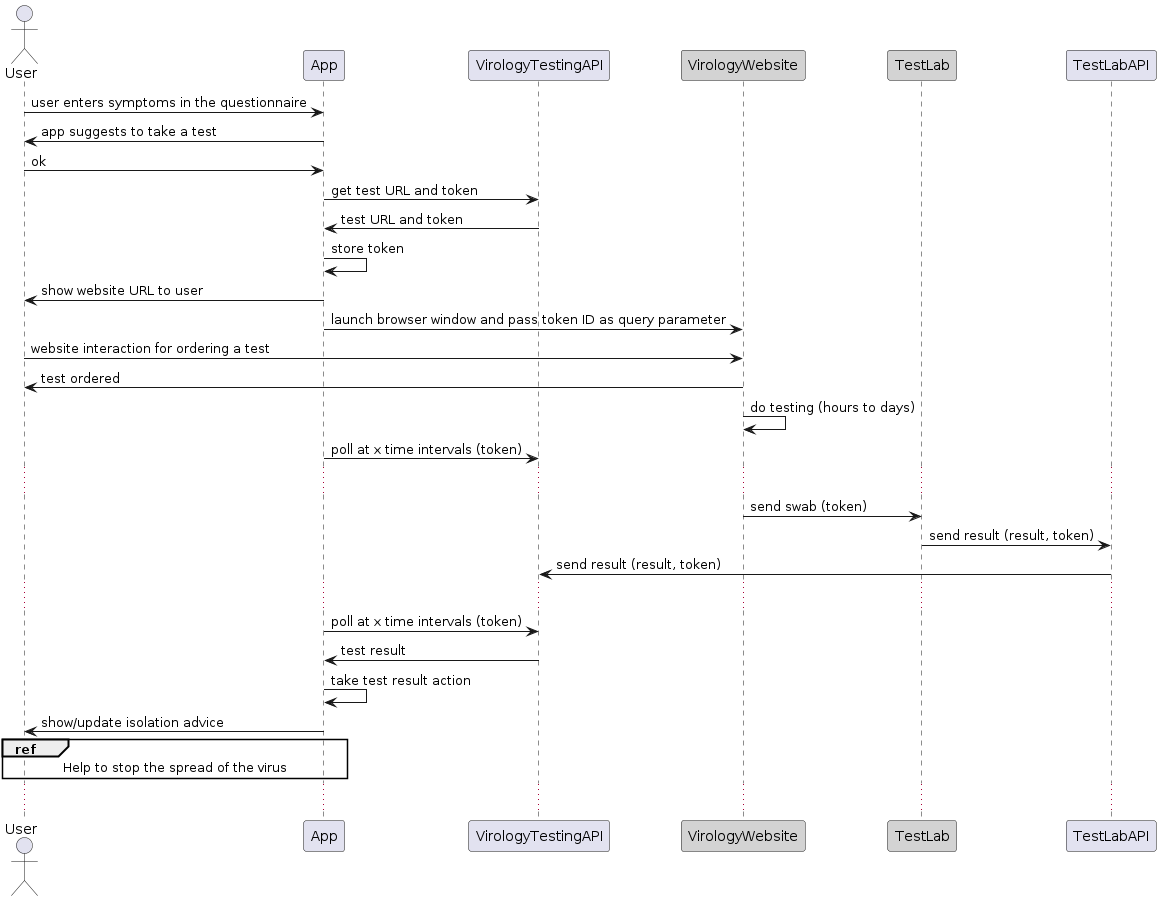 User
App
VirologyTestingAPI
VirologyWebsite
TestLab
TestLabAPI
user enters symptoms in the questionnaire
app suggests to take a test
ok
get test URL and token
test URL and token
store token
show website URL to user
launch browser window and pass token ID as query parameter
website interaction for ordering a test
test ordered
do testing (hours to days)
poll at x time intervals (token)
send swab (token)
send result (result, token)
send result (result, token)
poll at x time intervals (token)
test result
take test result action
show/update isolation advice
ref
Help to stop the spread of the virus
User
App
VirologyTestingAPI
VirologyWebsite
TestLab
TestLabAPI